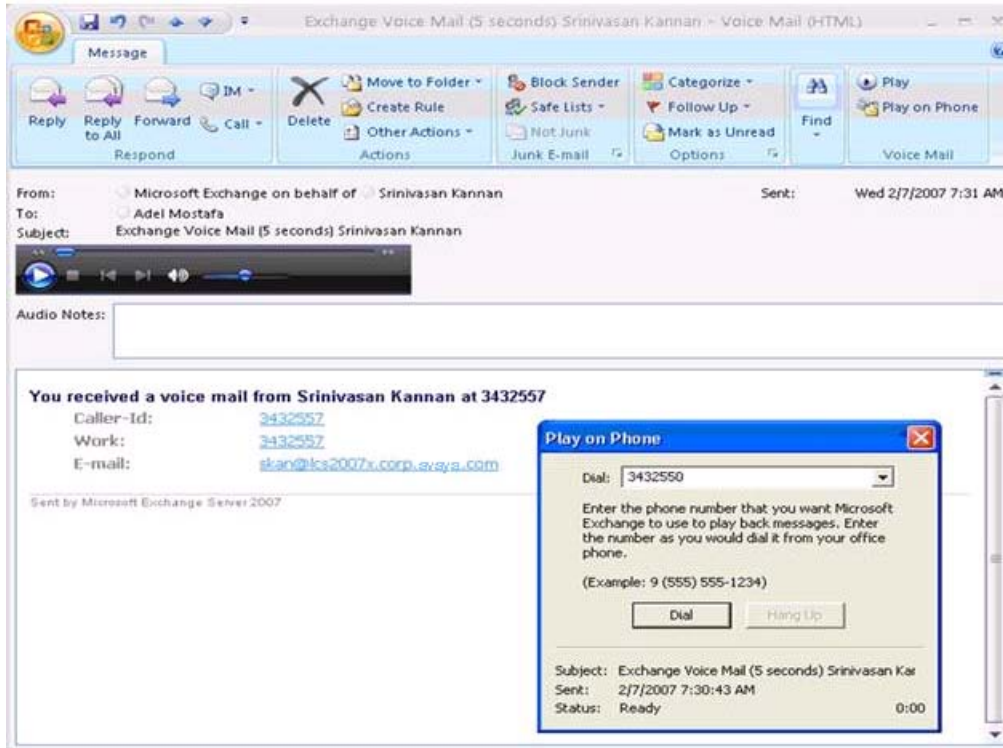 Exchange Voice Mail (5 seconds) Srinivasan Kannan - Voice Mail (HTML)
Message
Reply
Reply to All
Forward
IM
Call
Respond
Delete
Move to Folder
Create Rule
Other Actions
Actions
Block Sender
Safe Lists
Not Junk
Junk E-mail
Categorize
Follow Up
Mark as Unread
Options
Find
Play
Play on Phone
Voice Mail
From: Microsoft Exchange on behalf of Srinivasan Kannan
Sent: Wed 2/7/2007 7:31 AM
To: Adel Mostafa
Subject: Exchange Voice Mail (5 seconds) Srinivasan Kannan
Audio Notes:
You received a voice mail from Srinivasan Kannan at 3432557
Caller-Id: 3432557
Work: 3432557
E-mail: skan@lcs2007x.corp.avaya.com
Sent by Microsoft Exchange Server 2007
Play on Phone
Dial: 3432550
Enter the phone number that you want Microsoft
Exchange to use to play back messages. Enter
the number as you would dial it from your office
phone.
(Example: 9 (555) 555-1234)
Dial
Hang Up
Subject: Exchange Voice Mail (5 seconds) Srinivasan Kar
Sent: 2/7/2007 7:30:43 AM
Status: Ready 0:00